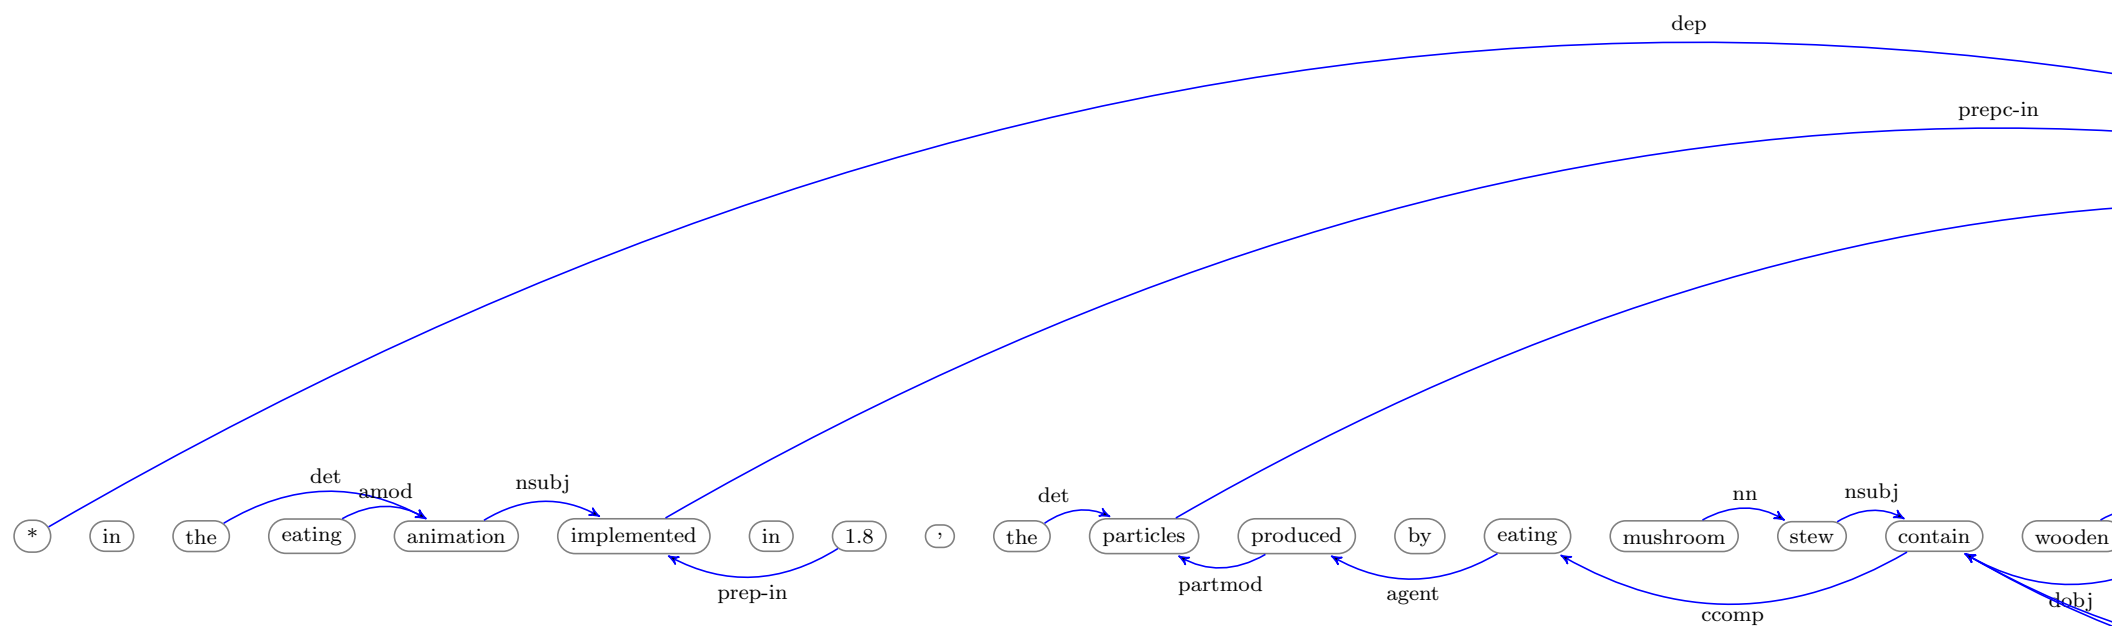 dep
prepc-in
det
amod
nsubj
det
nn
nsubj
* in the eating animation implemented in 1.8 , the particles produced by eating mushroom stew contain wooden
prep-in
partmod
agent
ccomp
dobj